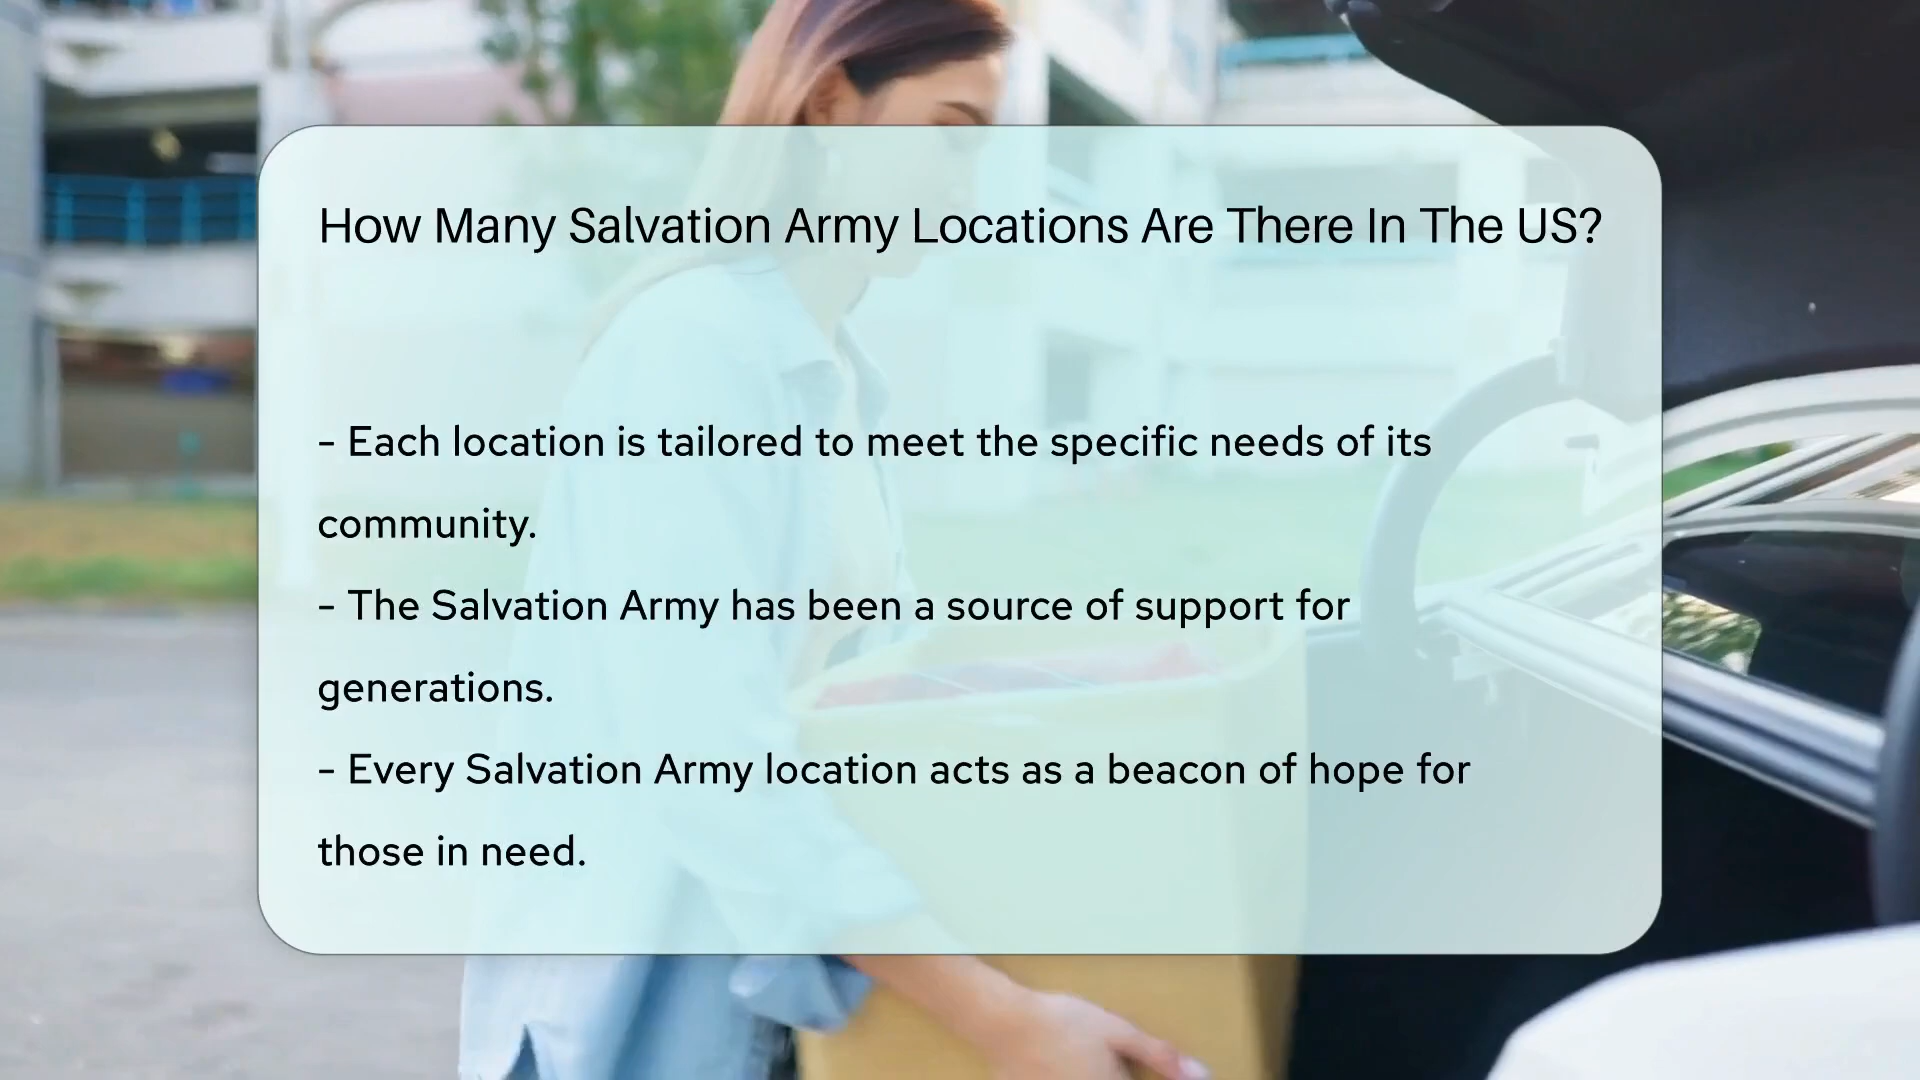 How Many Salvation Army Locations Are There In The US?
- Each location is tailored to meet the specific needs of its
community.
- The Salvation Army has been a source of support for
generations.
- Every Salvation Army location acts as a beacon of hope for
those in need.